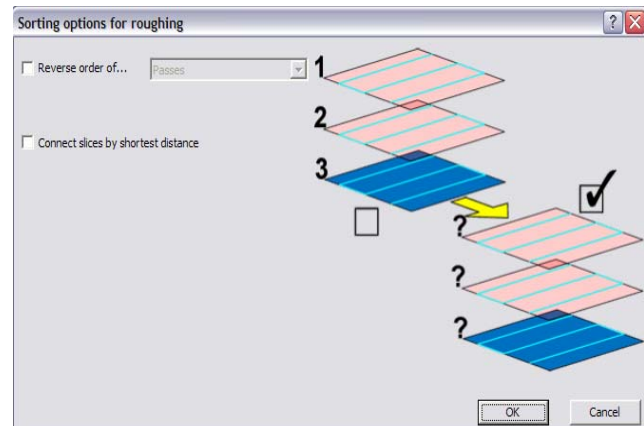 Sorting options for roughing
Reverse order of... Passes
Connect slices by shortest distance
1
2
3
?
?
?
OK Cancel